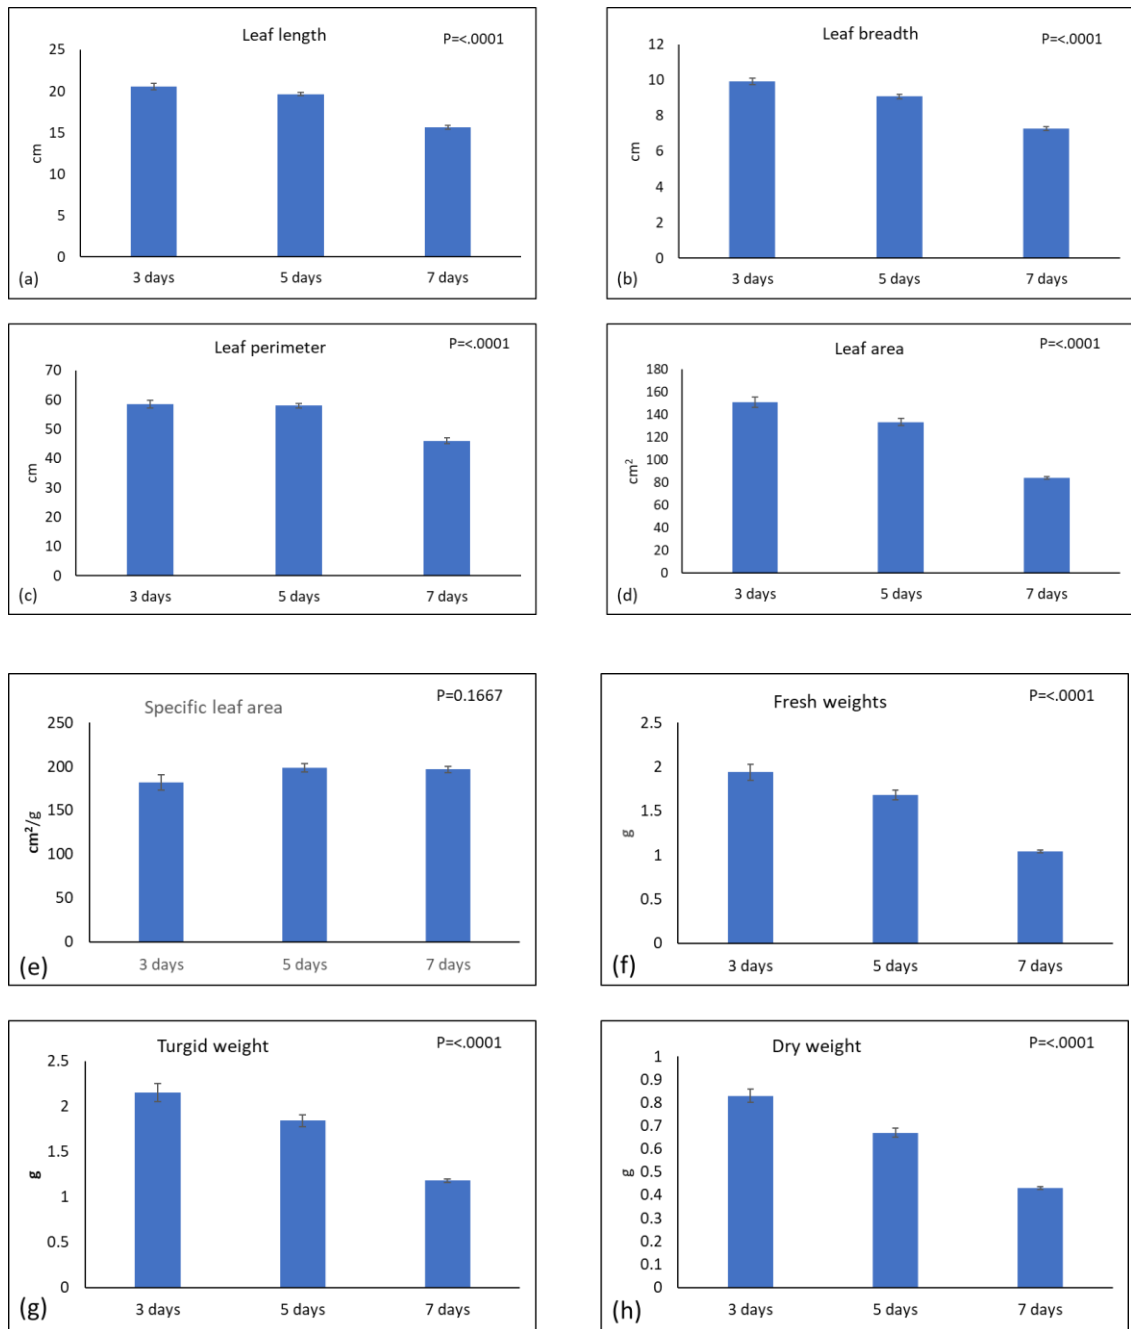 Leaf length
P=<.0001
25
20
15
10
5
0
cm
3 days
5 days
7 days
(a)
Leaf breadth
P=<.0001
12
10
8
6
4
2
0
cm
3 days
5 days
7 days
(b)
Leaf perimeter
P=<.0001
70
60
50
40
30
20
10
0
cm
3 days
5 days
7 days
(c)
Leaf area
P=<.0001
180
160
140
120
100
80
60
40
20
0
cm²
3 days
5 days
7 days
(d)
Specific leaf area
P=0.1667
250
200
150
100
50
0
cm²/g
3 days
5 days
7 days
(e)
Fresh weights
P=<.0001
2.5
2
1.5
1
0.5
0
g
3 days
5 days
7 days
(f)
Turgid weight
P=<.0001
2.5
2
1.5
1
0.5
0
g
3 days
5 days
7 days
(g)
Dry weight
P=<.0001
1
0.9
0.8
0.7
0.6
0.5
0.4
0.3
0.2
0.1
0
g
3 days
5 days
7 days
(h)